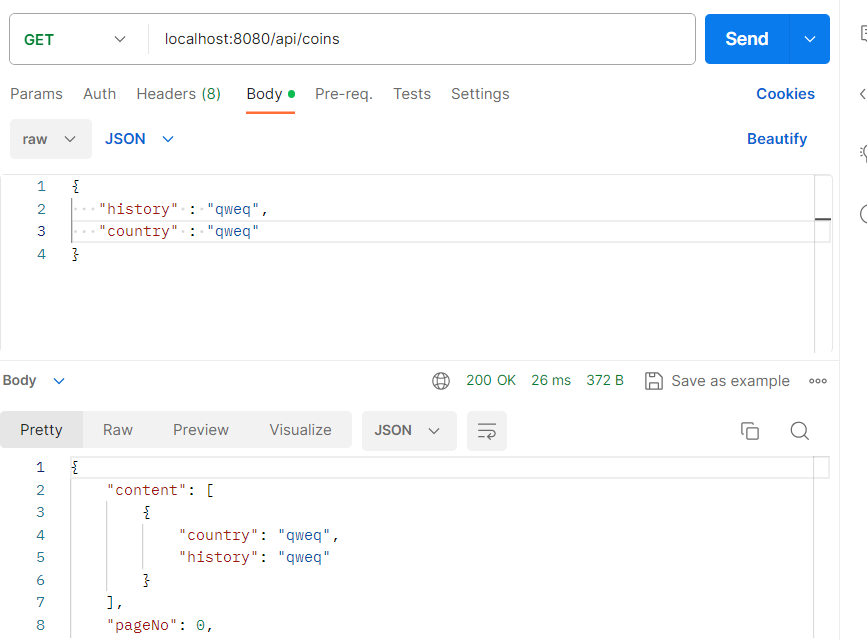 GET localhost:8080/api/coins Send
Params Auth Headers (8) Body Pre-req. Tests Settings Cookies
raw JSON Beautify
1 {
2 "history" : "qweq",
3 "country" : "qweq"
4 }
Body 200 OK 26 ms 372 B Save as example
Pretty Raw Preview Visualize JSON
1 {
2 "content": [
3 {
4 "country": "qweq",
5 "history": "qweq"
6 }
7 ],
8 "pageNo": 0,